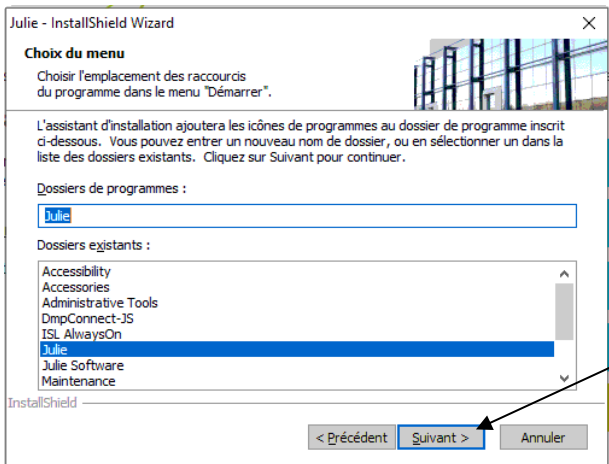 Julie - InstallShield Wizard
Choix du menu
Choisir l'emplacement des raccourcis
du programme dans le menu "Démarrer".
L'assistant d'installation ajoutera les icônes de programmes au dossier de programme inscrit
ci-dessous. Vous pouvez entrer un nouveau nom de dossier, ou en sélectionner un dans la
liste des dossiers existants. Cliquez sur Suivant pour continuer.
Dossiers de programmes :
Julie
Dossiers existants :
Accessibility
Accessories
Administrative Tools
DmpConnect-JS
ISL AlwaysOn
Julie
Julie Software
Maintenance
InstallShield
< Précédent Suivant > Annuler